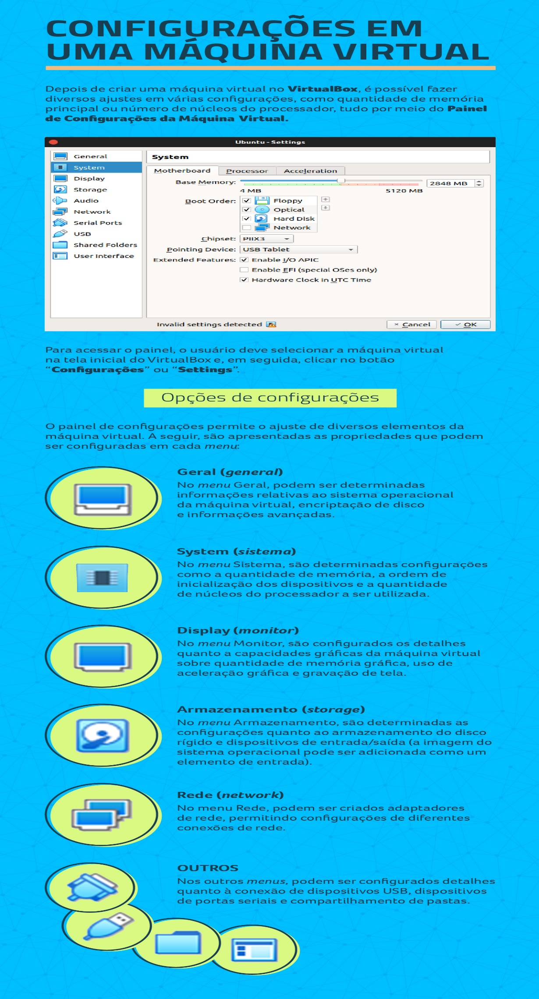 CONFIGURAÇÕES EM
UMA MÁQUINA VIRTUAL
Depois de criar uma máquina virtual no VirtualBox, é possível fazer
diversos ajustes em várias configurações, como quantidade de memória
principal ou número de núcleos do processador, tudo por meio do Painel
de Configurações da Máquina Virtual.
Ubuntu - Settings
General
System
Display
Storage
Audio
Network
Serial Ports
USB
Shared Folders
User Interface
System
Motherboard Processor Acceleration
Base Memory: 2848 MB
4 MB 5120 MB
Boot Order: Floppy
Optical
Hard Disk
Network
Chipset: PIIX3
Pointing Device: USB Tablet
Extended Features: Enable I/O APIC
Enable EFI (special OSes only)
Hardware Clock in UTC Time
Invalid settings detected Cancel OK
Para acessar o painel, o usuário deve selecionar a máquina virtual
na tela inicial do VirtualBox e, em seguida, clicar no botão
“Configurações” ou “Settings”.
Opções de configurações
O painel de configurações permite o ajuste de diversos elementos da
máquina virtual. A seguir, são apresentadas as propriedades que podem
ser configuradas em cada menu:
Geral (general)
No menu Geral, podem ser determinadas
informações relativas ao sistema operacional
da máquina virtual, encriptação de disco
e informações avançadas.
System (sistema)
No menu Sistema, são determinadas configurações
como a quantidade de memória, a ordem de
inicialização dos dispositivos e a quantidade
de núcleos do processador a ser utilizada.
Display (monitor)
No menu Monitor, são configurados os detalhes
quanto a capacidades gráficas da máquina virtual
sobre quantidade de memória gráfica, uso de
aceleração gráfica e gravação de tela.
Armazenamento (storage)
No menu Armazenamento, são determinadas as
configurações quanto ao armazenamento do disco
rígido e dispositivos de entrada/saída (a imagem do
sistema operacional pode ser adicionada como um
elemento de entrada).
Rede (network)
No menu Rede, podem ser criados adaptadores
de rede, permitindo configurações de diferentes
conexões de rede.
OUTROS
Nos outros menus, podem ser configurados detalhes
quanto à conexão de dispositivos USB, dispositivos
de portas seriais e compartilhamento de pastas.